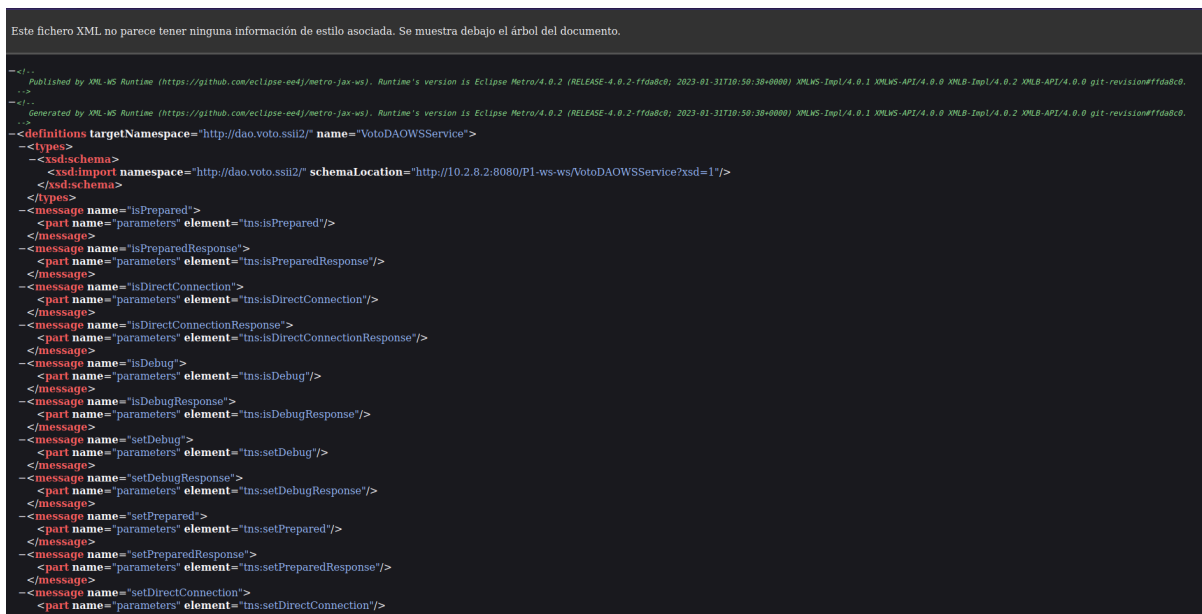 Este fichero XML no parece tener ninguna información de estilo asociada. Se muestra debajo el árbol del documento.
−<!--
Published by XML-WS Runtime (https://github.com/eclipse-ee4j/metro-jax-ws). Runtime's version is Eclipse Metro/4.0.2 (RELEASE-4.0.2-ffda8c0; 2023-01-31T10:50:38+0000) XMLWS-Impl/4.0.1 XMLWS-API/4.0.0 XMLB-Impl/4.0.2 XMLB-API/4.0.0 git-revision#ffda8c0.
-->
−<!--
Generated by XML-WS Runtime (https://github.com/eclipse-ee4j/metro-jax-ws). Runtime's version is Eclipse Metro/4.0.2 (RELEASE-4.0.2-ffda8c0; 2023-01-31T10:50:38+0000) XMLWS-Impl/4.0.1 XMLWS-API/4.0.0 XMLB-Impl/4.0.2 XMLB-API/4.0.0 git-revision#ffda8c0.
-->
−<definitions targetNamespace="http://dao.voto.ssii2/" name="VotoDAOWSService">
−<types>
−<xsd:schema>
<xsd:import namespace="http://dao.voto.ssii2/" schemaLocation="http://10.2.8.2:8080/P1-ws-ws/VotoDAOWSService?xsd=1"/>
</xsd:schema>
</types>
−<message name="isPrepared">
<part name="parameters" element="tns:isPrepared"/>
</message>
−<message name="isPreparedResponse">
<part name="parameters" element="tns:isPreparedResponse"/>
</message>
−<message name="isDirectConnection">
<part name="parameters" element="tns:isDirectConnection"/>
</message>
−<message name="isDirectConnectionResponse">
<part name="parameters" element="tns:isDirectConnectionResponse"/>
</message>
−<message name="isDebug">
<part name="parameters" element="tns:isDebug"/>
</message>
−<message name="isDebugResponse">
<part name="parameters" element="tns:isDebugResponse"/>
</message>
−<message name="setDebug">
<part name="parameters" element="tns:setDebug"/>
</message>
−<message name="setDebugResponse">
<part name="parameters" element="tns:setDebugResponse"/>
</message>
−<message name="setPrepared">
<part name="parameters" element="tns:setPrepared"/>
</message>
−<message name="setPreparedResponse">
<part name="parameters" element="tns:setPreparedResponse"/>
</message>
−<message name="setDirectConnection">
<part name="parameters" element="tns:setDirectConnection"/>